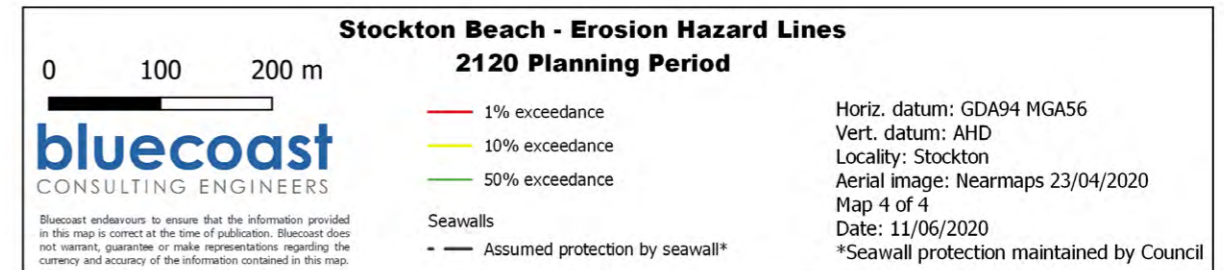 Stockton Beach - Erosion Hazard Lines
2120 Planning Period
0 100 200 m
bluecoast
CONSULTING ENGINEERS
Bluecoast endeavours to ensure that the information provided
in this map is correct at the time of publication. Bluecoast does
not warrant, guarantee or make representations regarding the
currency and accuracy of the information contained in this map.
1% exceedance
10% exceedance
50% exceedance
Seawalls
Assumed protection by seawall*
Horiz. datum: GDA94 MGA56
Vert. datum: AHD
Locality: Stockton
Aerial image: Nearmaps 23/04/2020
Map 4 of 4
Date: 11/06/2020
*Seawall protection maintained by Council